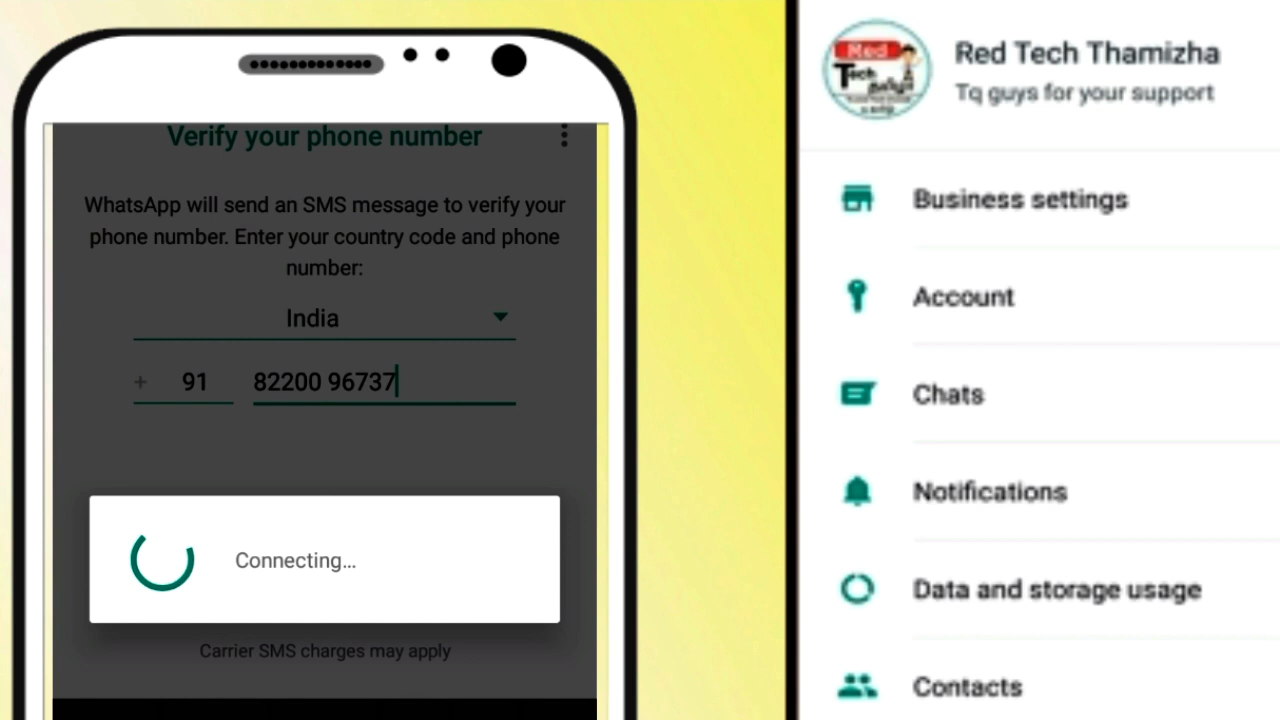 Verify your phone number
WhatsApp will send an SMS message to verify your
phone number. Enter your country code and phone
number:
India
+ 91 82200 96737
Connecting...
Carrier SMS charges may apply
Red
Tech
Red Tech Thamizha
Tq guys for your support
Business settings
Account
Chats
Notifications
Data and storage usage
Contacts